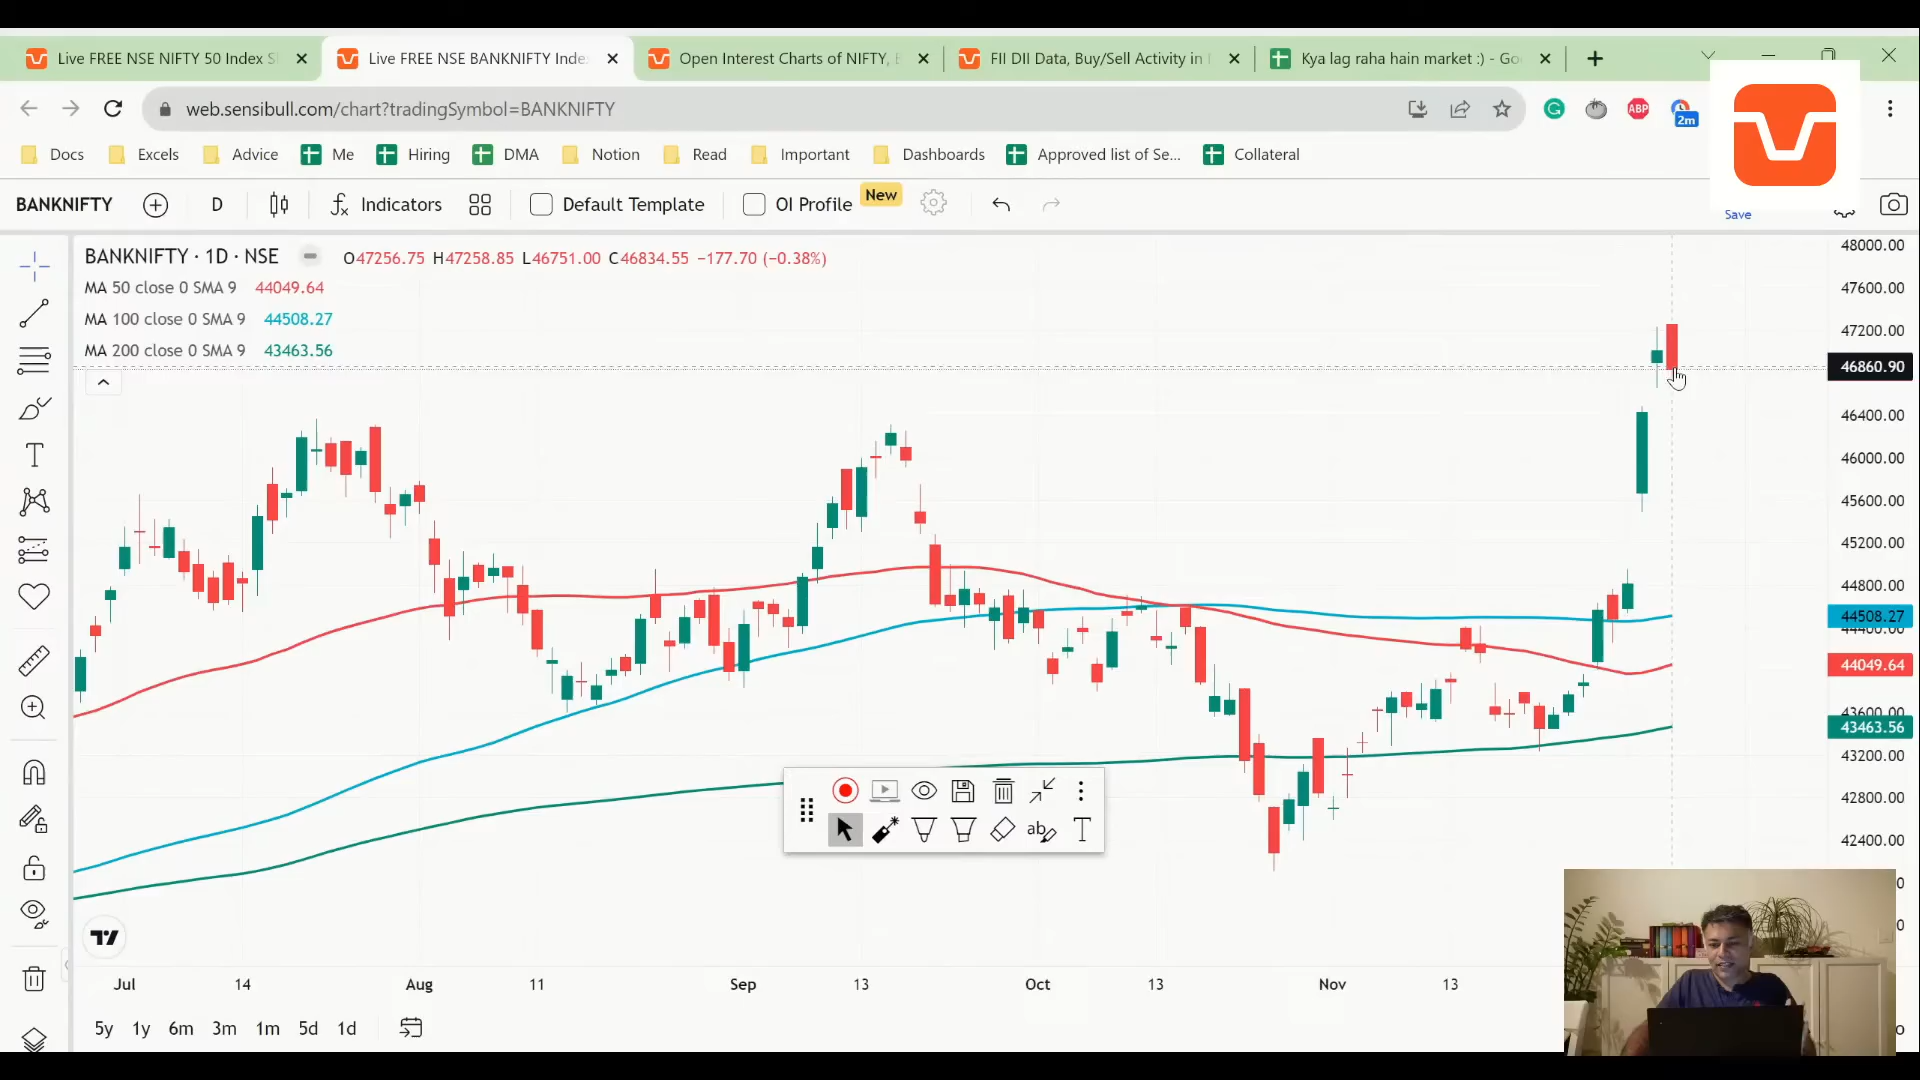 Live FREE NSE NIFTY 50 Index S
Live FREE NSE BANKNIFTY Inde
Open Interest Charts of NIFTY,
FII DII Data, Buy/Sell Activity in
Kya lag raha hain market :) - Go
web.sensibull.com/chart?tradingSymbol=BANKNIFTY
ABP
2m
Docs
Excels
Advice
Me
Hiring
DMA
Notion
Read
Important
Dashboards
Approved list of Se...
Collateral
BANKNIFTY
D
Indicators
Default Template
OI Profile
New
Save
BANKNIFTY · 1D · NSE
O47256.75 H47258.85 L46751.00 C46834.55 −177.70 (−0.38%)
MA 50 close 0 SMA 9 44049.64
MA 100 close 0 SMA 9 44508.27
MA 200 close 0 SMA 9 43463.56
48000.00
47600.00
47200.00
46860.90
46400.00
46000.00
45600.00
45200.00
44800.00
44508.27
44400.00
44049.64
43600.00
43463.56
43200.00
42800.00
42400.00
ab
T
Jul
14
Aug
11
Sep
13
Oct
13
Nov
13
5y
1y
6m
3m
1m
5d
1d